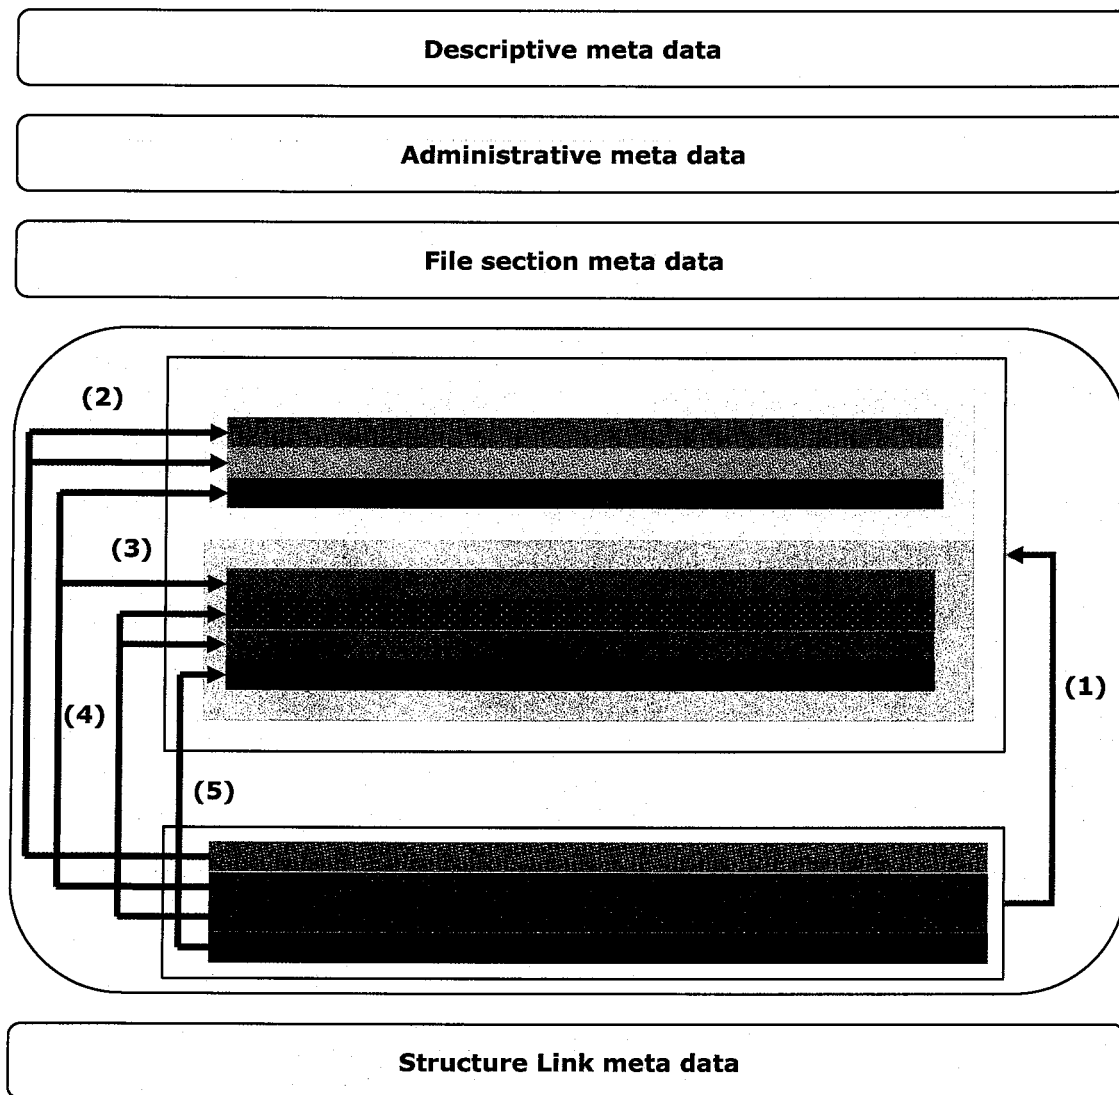 Descriptive meta data
Administrative meta data
File section meta data
(2)
(3)
(1)
(4)
(5)
Structure Link meta data